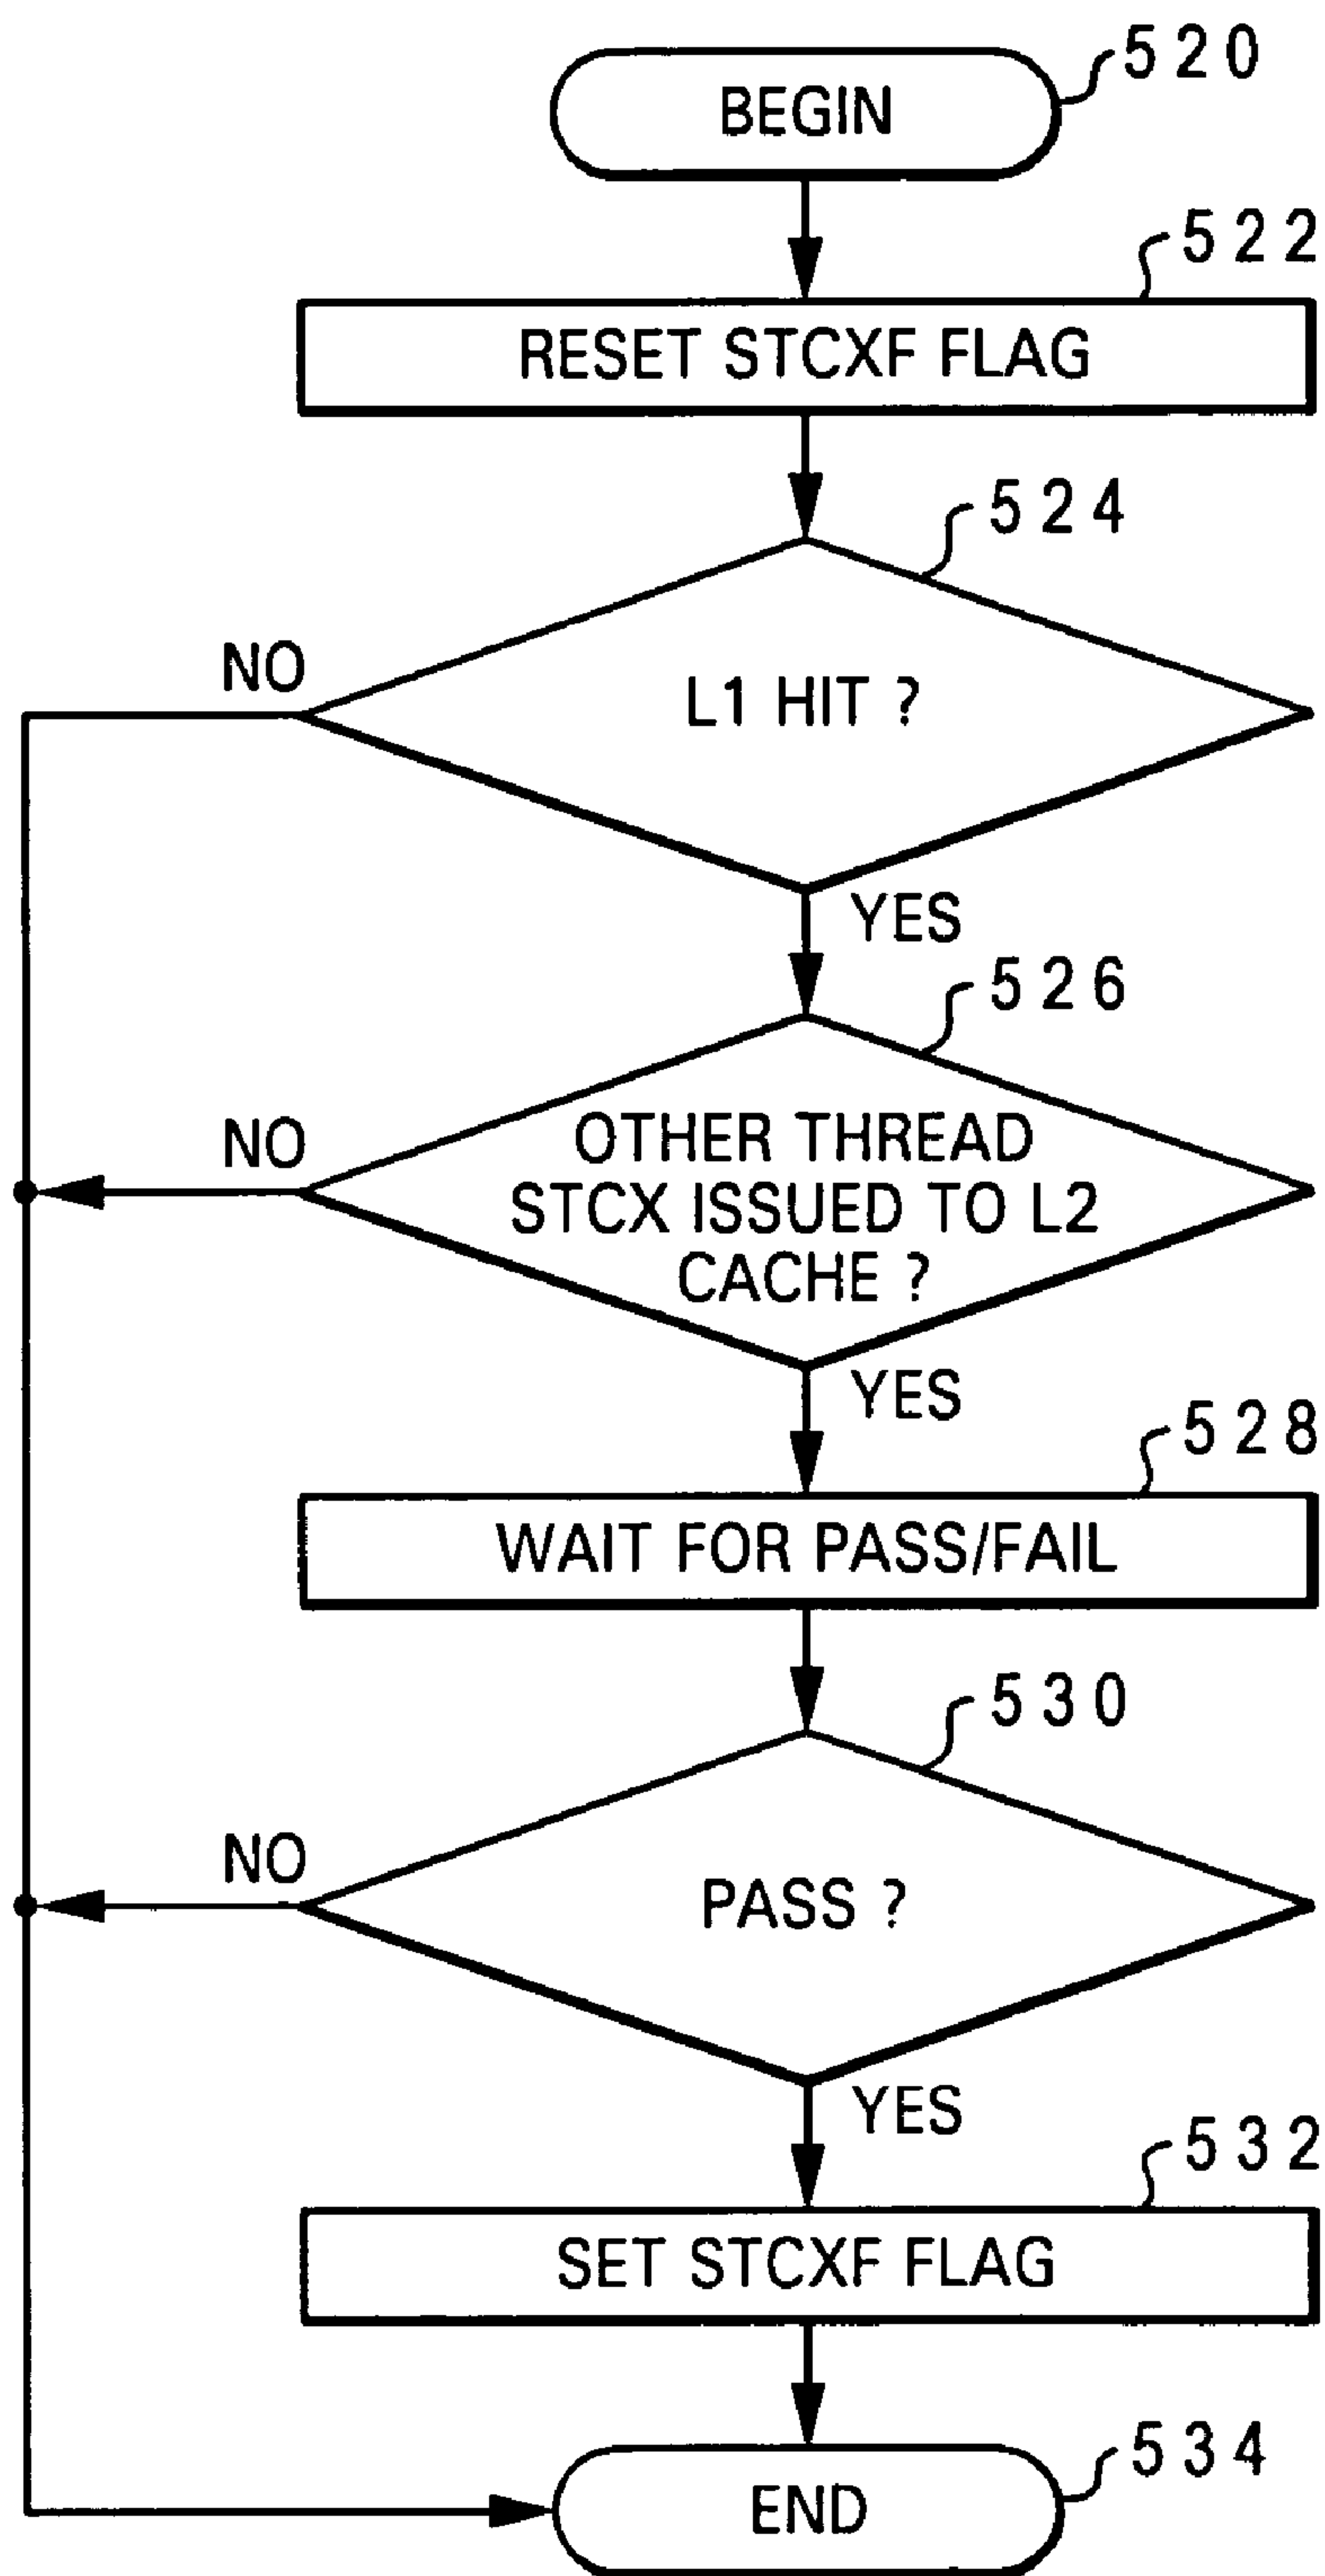 520
BEGIN
522
RESET STCXF FLAG
524
NO
L1 HIT ?
YES
526
NO
OTHER THREAD
STCX ISSUED TO L2
CACHE ?
YES
528
WAIT FOR PASS/FAIL
530
NO
PASS ?
YES
532
SET STCXF FLAG
534
END